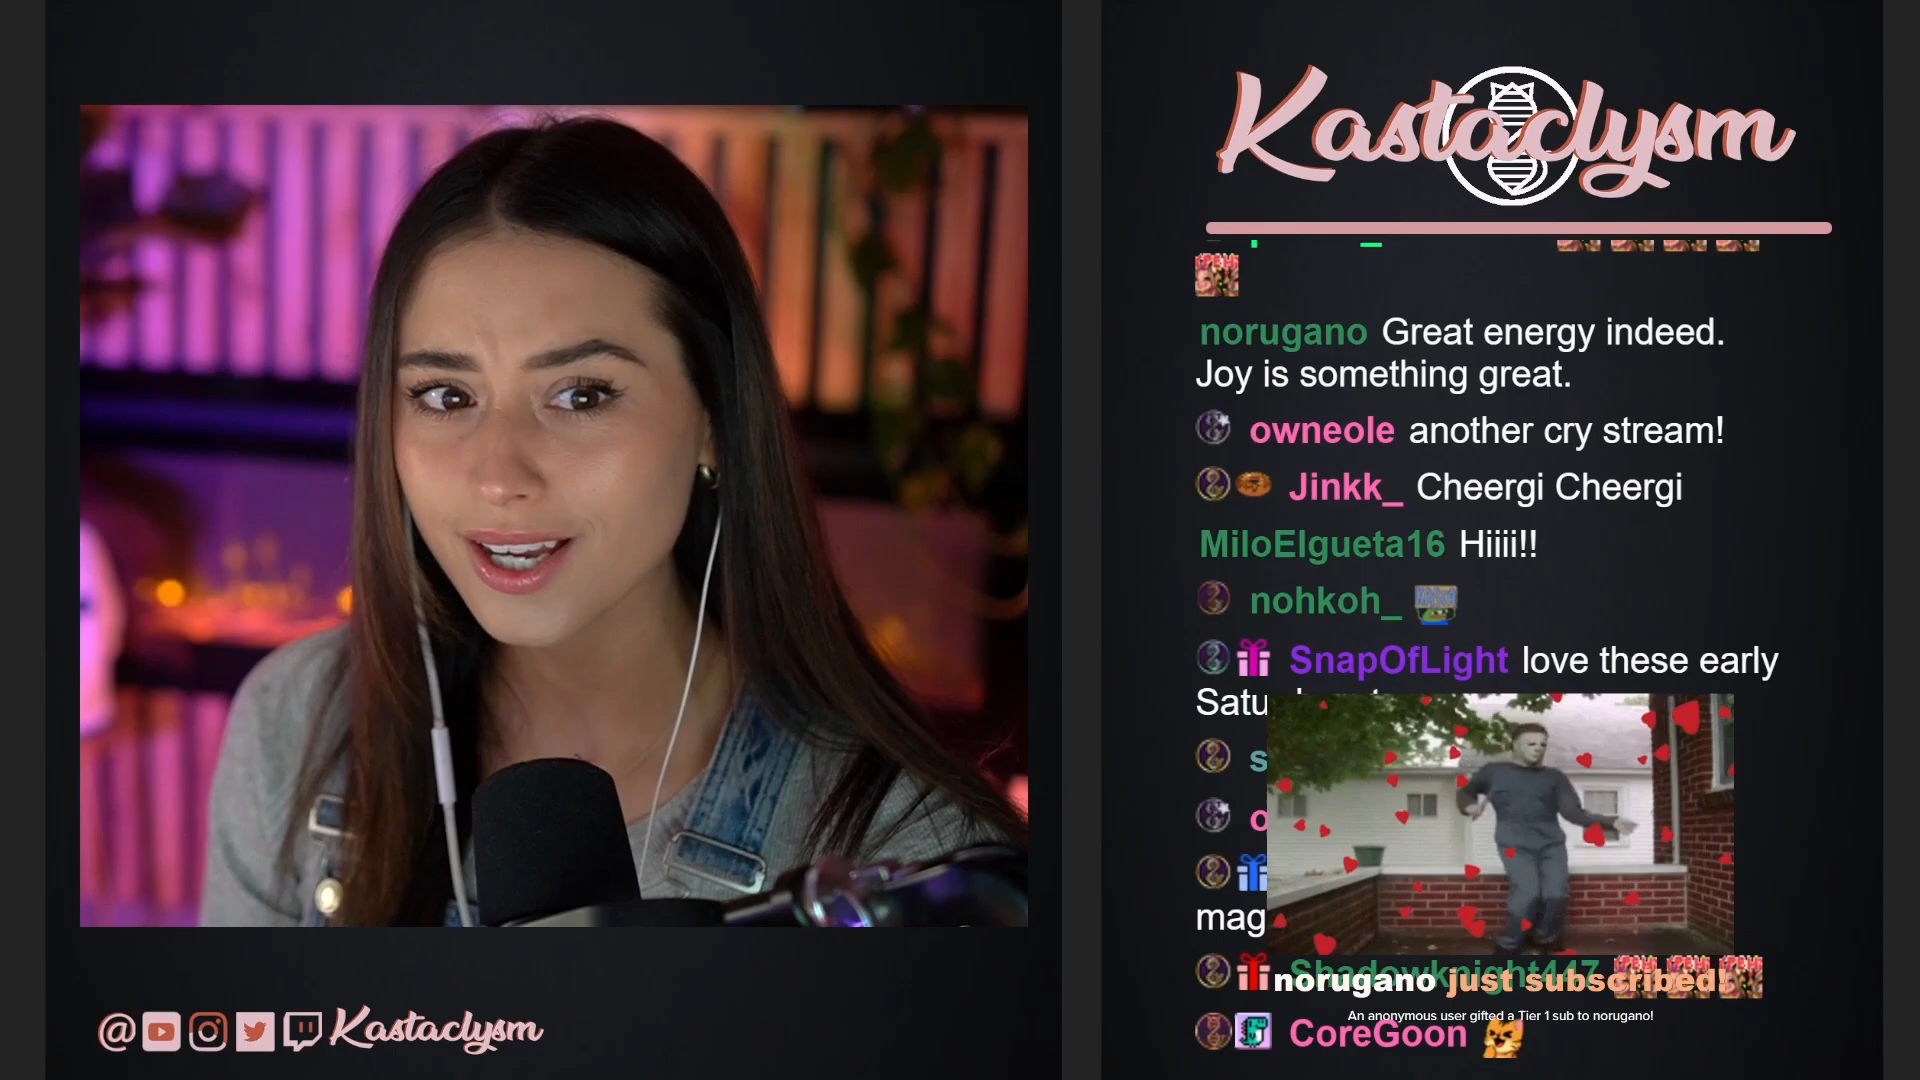 Kastaclysm
norugano Great energy indeed.
Joy is something great.
owneole another cry stream!
Jinkk_ Cheergi Cheergi
MiloElgueta16 Hiiii!!
nohkoh_
SnapOfLight love these early
Satu
s
o
mag
Shadowknight447
norugano just subscribed!
An anonymous user gifted a Tier 1 sub to norugano!
CoreGoon
@ Kastaclysm